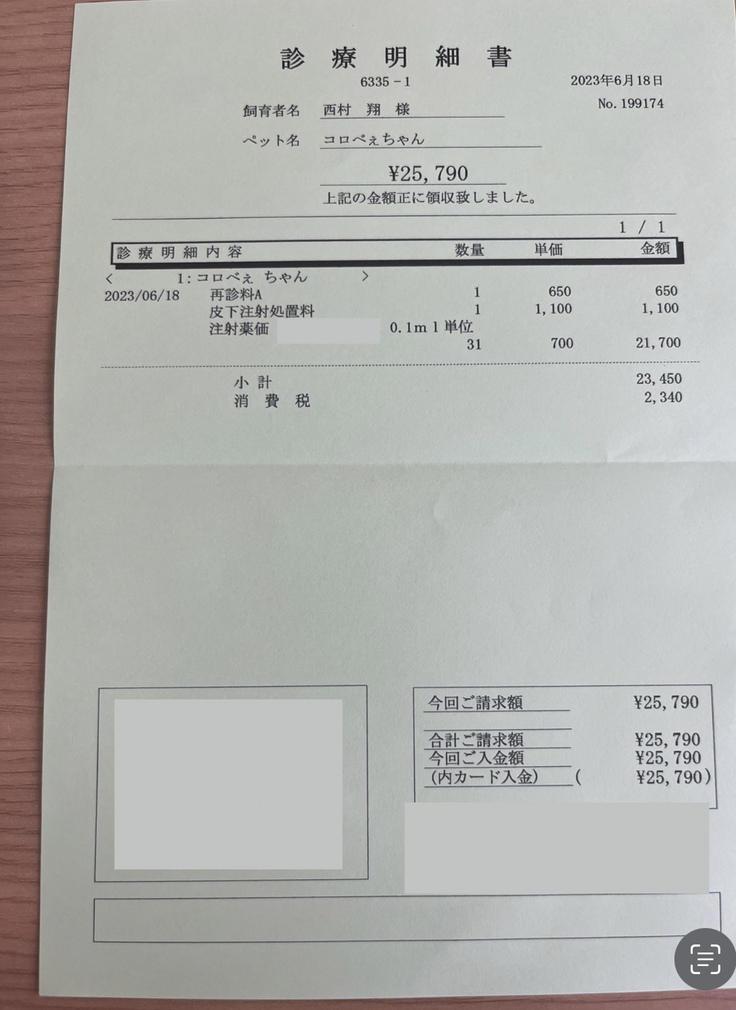 診療明細書
6335-1
2023年6月18日
No.199174
飼育者名 西村 翔 様
ペット名 コロベぇちゃん
¥25,790
上記の金額正に領収致しました。
1 / 1
診療明細内容 数量 単価 金額
< 1:コロベぇ ちゃん >
2023/06/18 再診料A 1 650 650
皮下注射処置料 1 1,100 1,100
注射薬価 0.1ml単位
31 700 21,700
小計 23,450
消費税 2,340
今回ご請求額 ¥25,790
合計ご請求額 ¥25,790
今回ご入金額 ¥25,790
(内カード入金) ( ¥25,790)